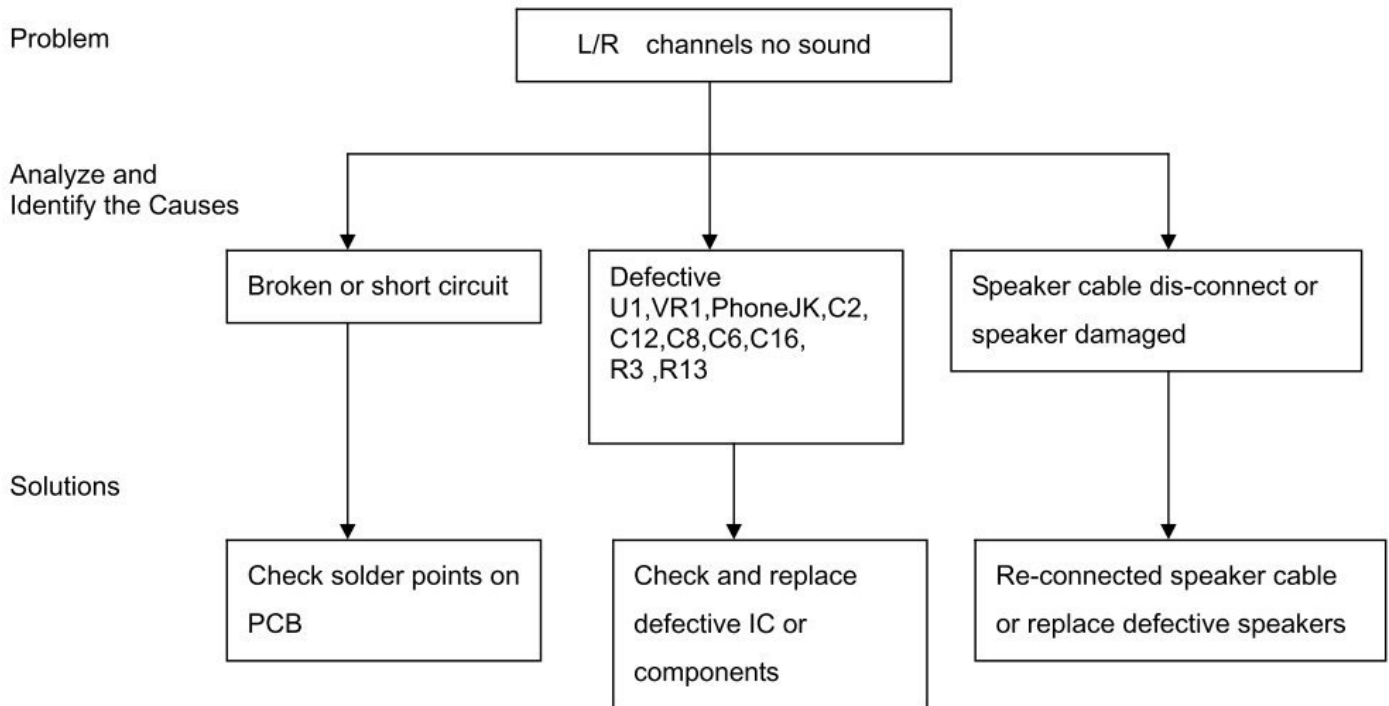 Problem
L/R channels no sound
Analyze and
Identify the Causes
Broken or short circuit
Defective
U1,VR1,PhoneJK,C2,
C12,C8,C6,C16,
R3 ,R13
Speaker cable dis-connect or
speaker damaged
Solutions
Check solder points on
PCB
Check and replace
defective IC or
components
Re-connected speaker cable
or replace defective speakers